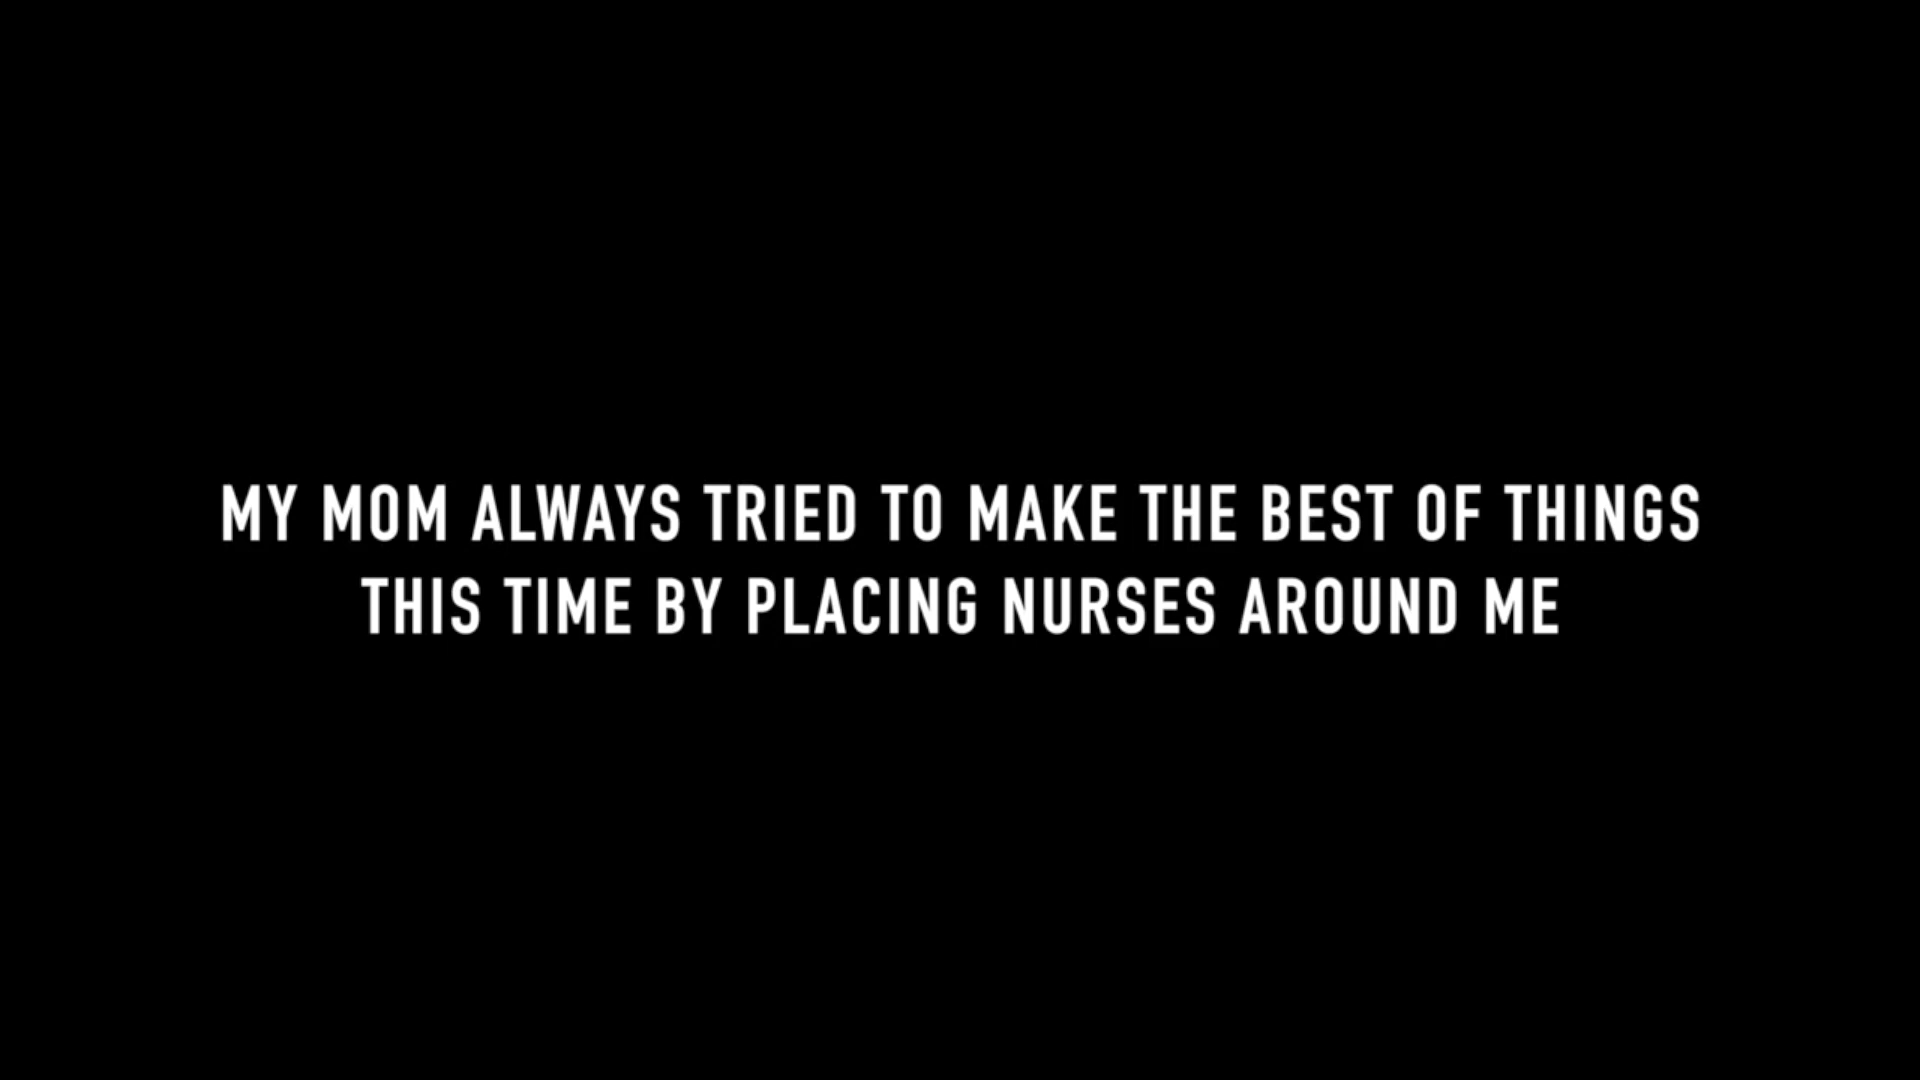 MY MOM ALWAYS TRIED TO MAKE THE BEST OF THINGS
THIS TIME BY PLACING NURSES AROUND ME